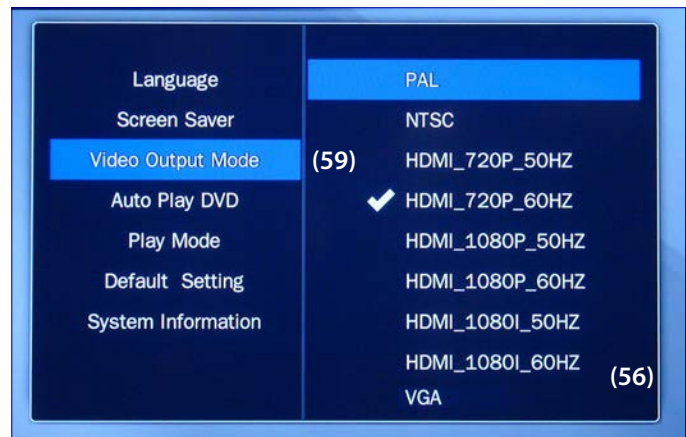 Language
Screen Saver
Video Output Mode
Auto Play DVD
Play Mode
Default Setting
System Information
(59)
PAL
NTSC
HDMI_720P_50HZ
HDMI_720P_60HZ
HDMI_1080P_50HZ
HDMI_1080P_60HZ
HDMI_1080I_50HZ
HDMI_1080I_60HZ
(56)
VGA